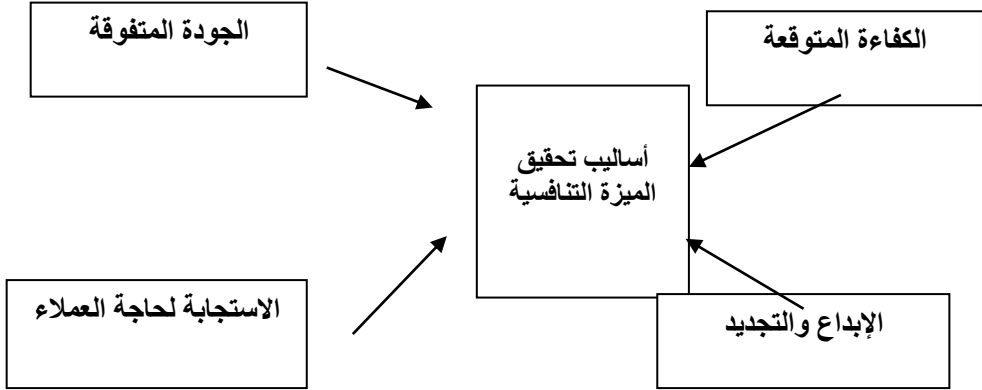 الكفاءة المتوقعة
الجودة المتفوقة
أساليب تحقيق
الميزة التنافسية
الاستجابة لحاجة العملاء
الإبداع والتجديد